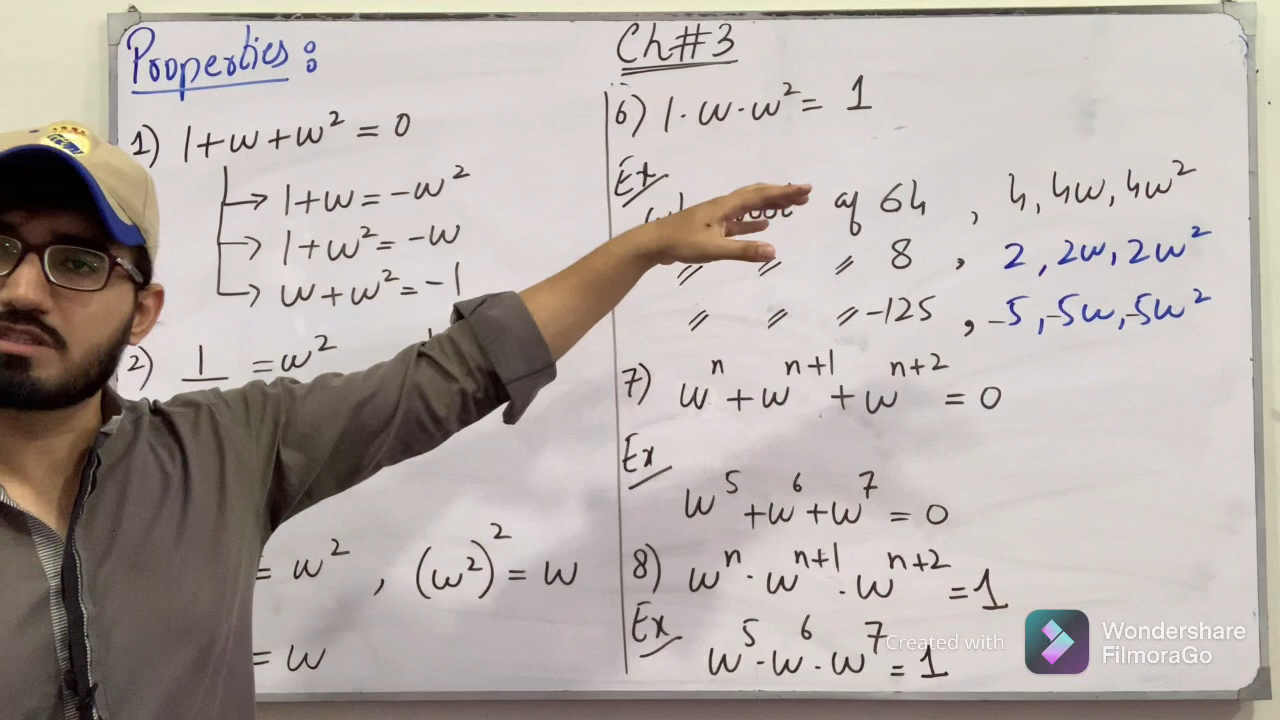 Properties:
1) 1+w+w² = 0
→ 1+w = -w²
→ 1+w² = -w
→ w+w² = -1
2) 1 = w²
= w² , (w²)² = w
= w
Ch#3
6) 1·w·w² = 1
Ex
of 64 , 4, 4w, 4w²
〃 〃 〃 8 , 2, 2w, 2w²
〃 〃 〃 -125 , -5, -5w, -5w²
7) wⁿ + wⁿ⁺¹ + wⁿ⁺² = 0
Ex
w⁵ + w⁶ + w⁷ = 0
8) wⁿ · wⁿ⁺¹ · wⁿ⁺² = 1
Ex
w⁵ · w⁶ · w⁷ = 1
Created with
Wondershare
FilmoraGo